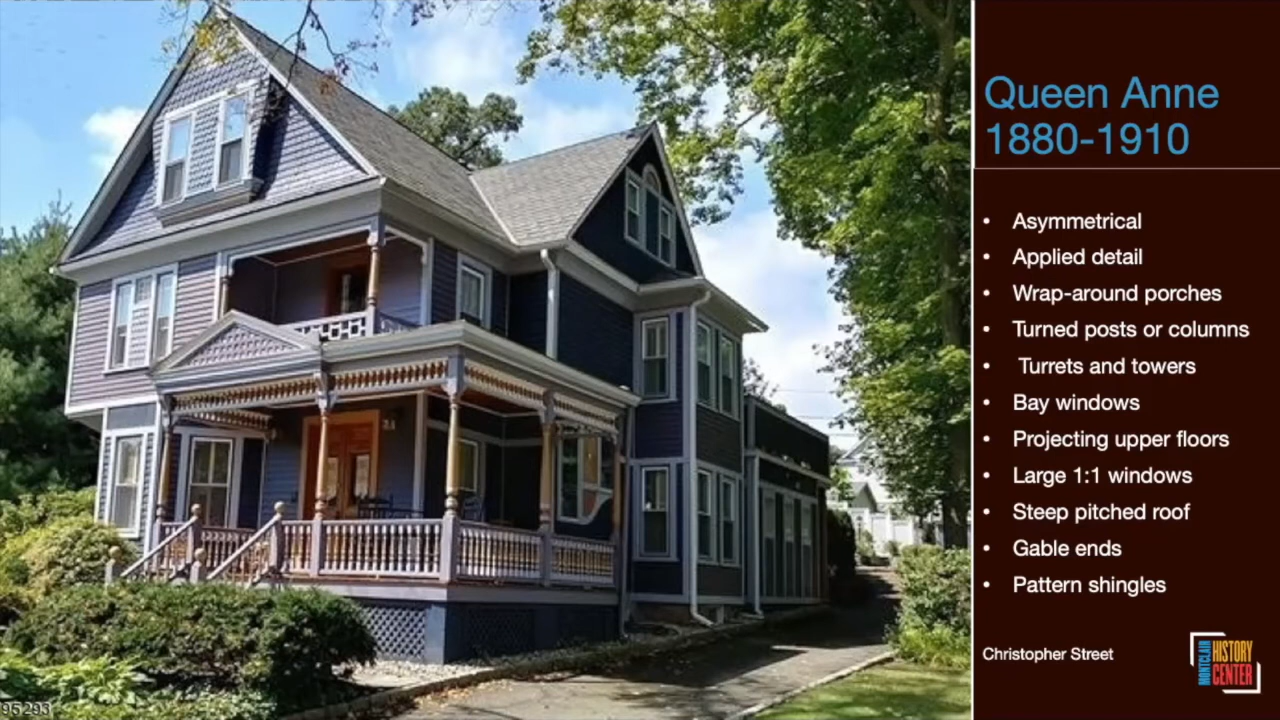 Queen Anne
1880-1910
• Asymmetrical
• Applied detail
• Wrap-around porches
• Turned posts or columns
• Turrets and towers
• Bay windows
• Projecting upper floors
• Large 1:1 windows
• Steep pitched roof
• Gable ends
• Pattern shingles
Christopher Street
MONTCLAIR
HISTORY
CENTER
95293